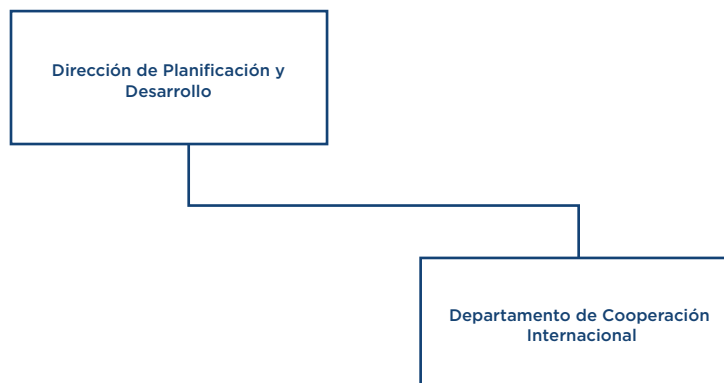 Dirección de Planificación y
Desarrollo
Departamento de Cooperación
Internacional